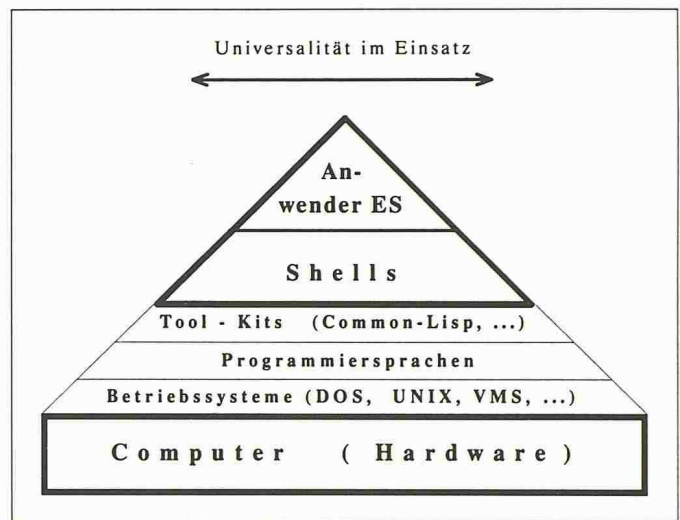 Universalität im Einsatz
An-
wender ES
Shells
Tool - Kits (Common-Lisp, ...)
Programmiersprachen
Betriebssysteme (DOS, UNIX, VMS, ...)
Computer ( Hardware )